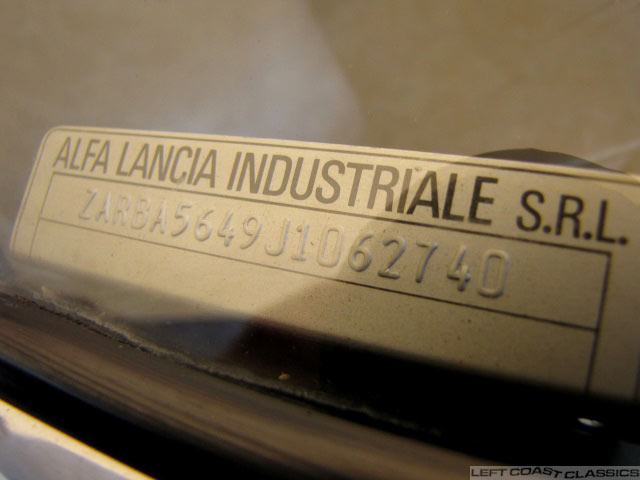 ALFA LANCIA INDUSTRIALE S.R.L.
ZARBA5649J1062740
LEFT COAST CLASSICS